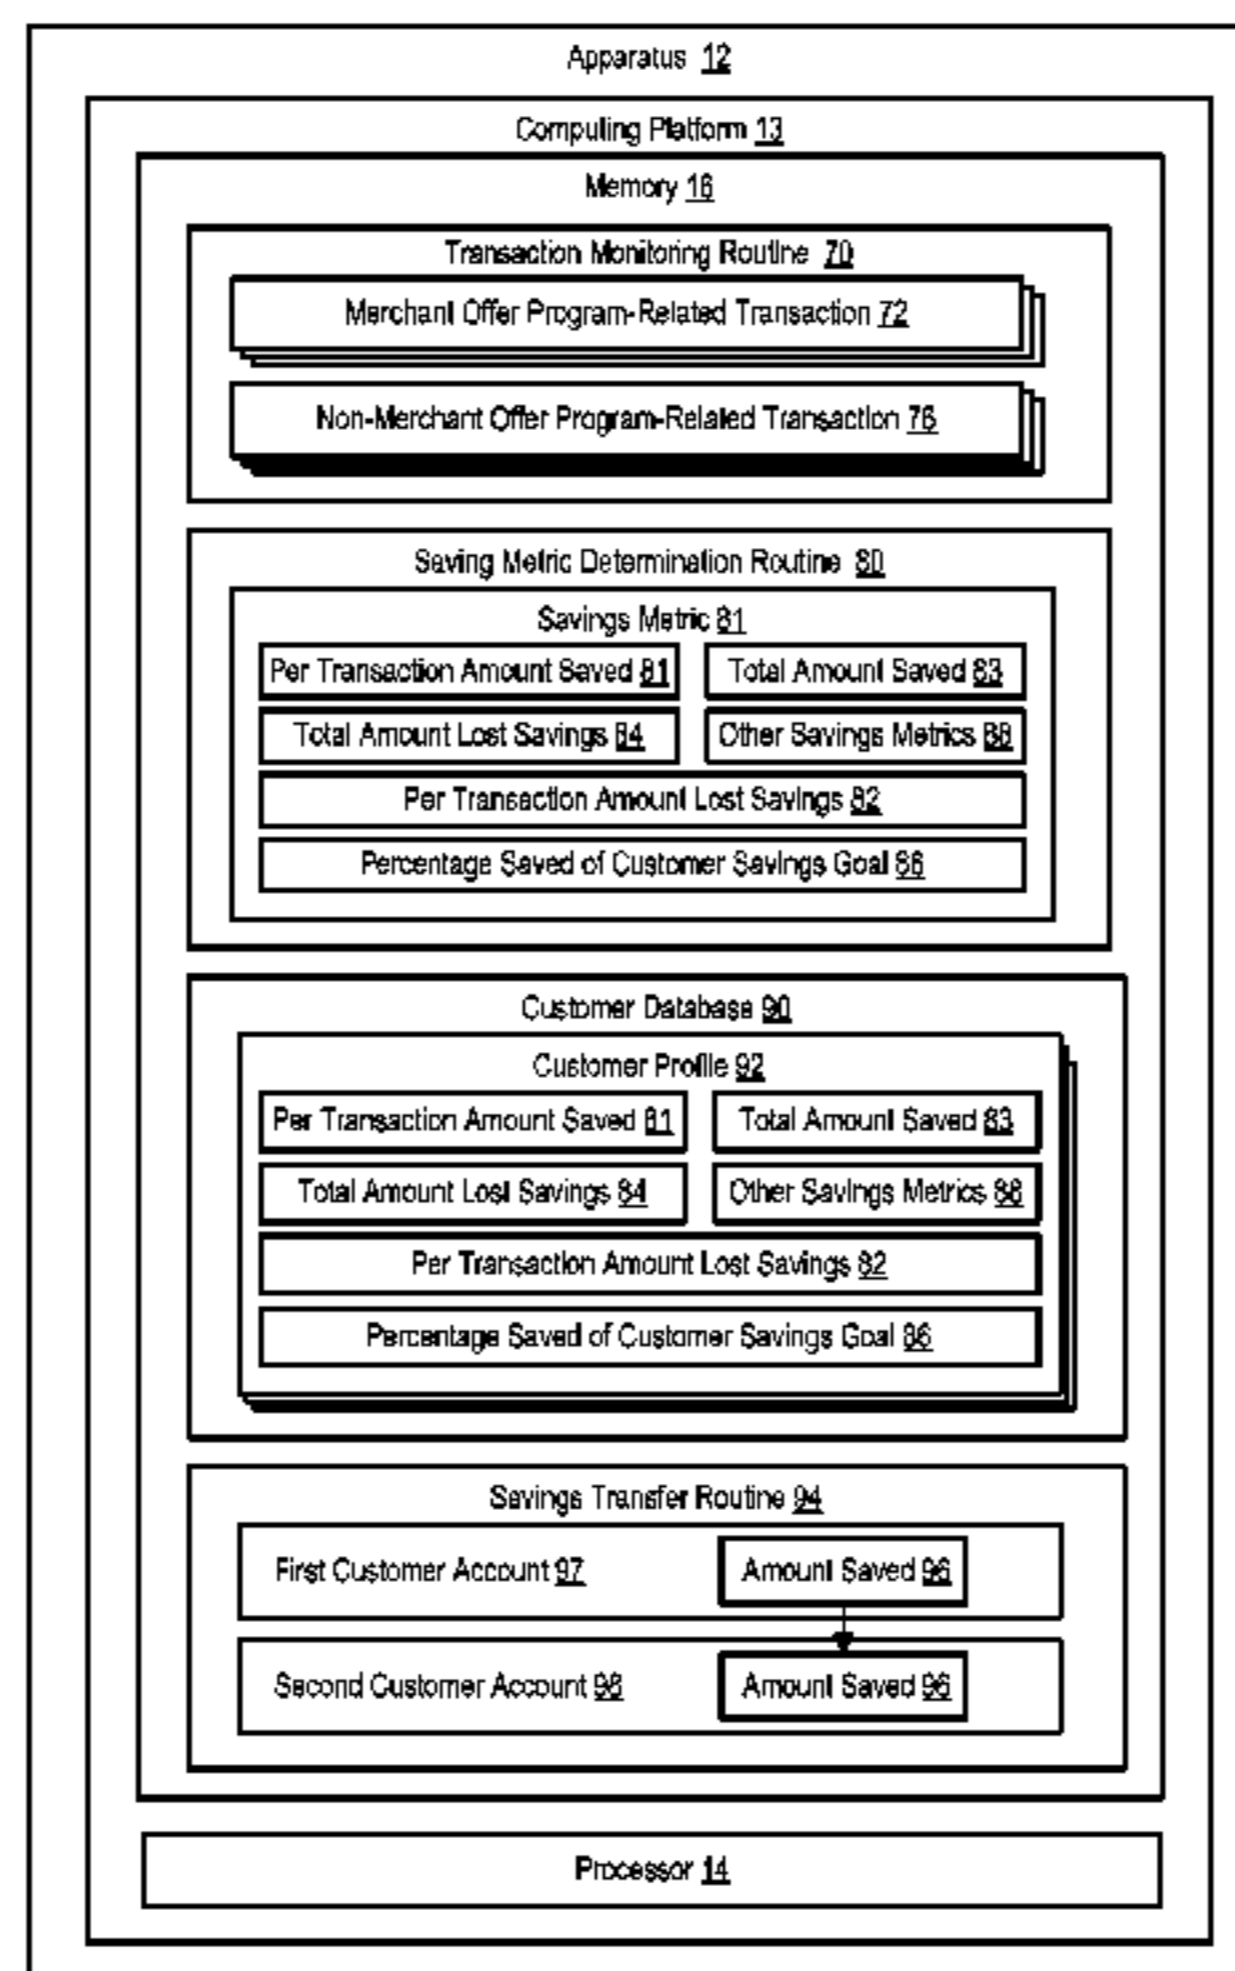 Apparatus 12
Computing Platform 13
Memory 16
Transaction Monitoring Routine 70
Merchant Offer Program-Related Transaction 72
Non-Merchant Offer Program-Related Transaction 76
Saving Metric Determination Routine 80
Savings Metric 81
Per Transaction Amount Saved 81 Total Amount Saved 83
Total Amount Lost Savings 84 Other Savings Metrics 88
Per Transaction Amount Lost Savings 82
Percentage Saved of Customer Savings Goal 86
Customer Database 90
Customer Profile 92
Per Transaction Amount Saved 81 Total Amount Saved 83
Total Amount Lost Savings 84 Other Savings Metrics 88
Per Transaction Amount Lost Savings 82
Percentage Saved of Customer Savings Goal 86
Savings Transfer Routine 94
First Customer Account 97 Amount Saved 96
Second Customer Account 98 Amount Saved 96
Processor 14